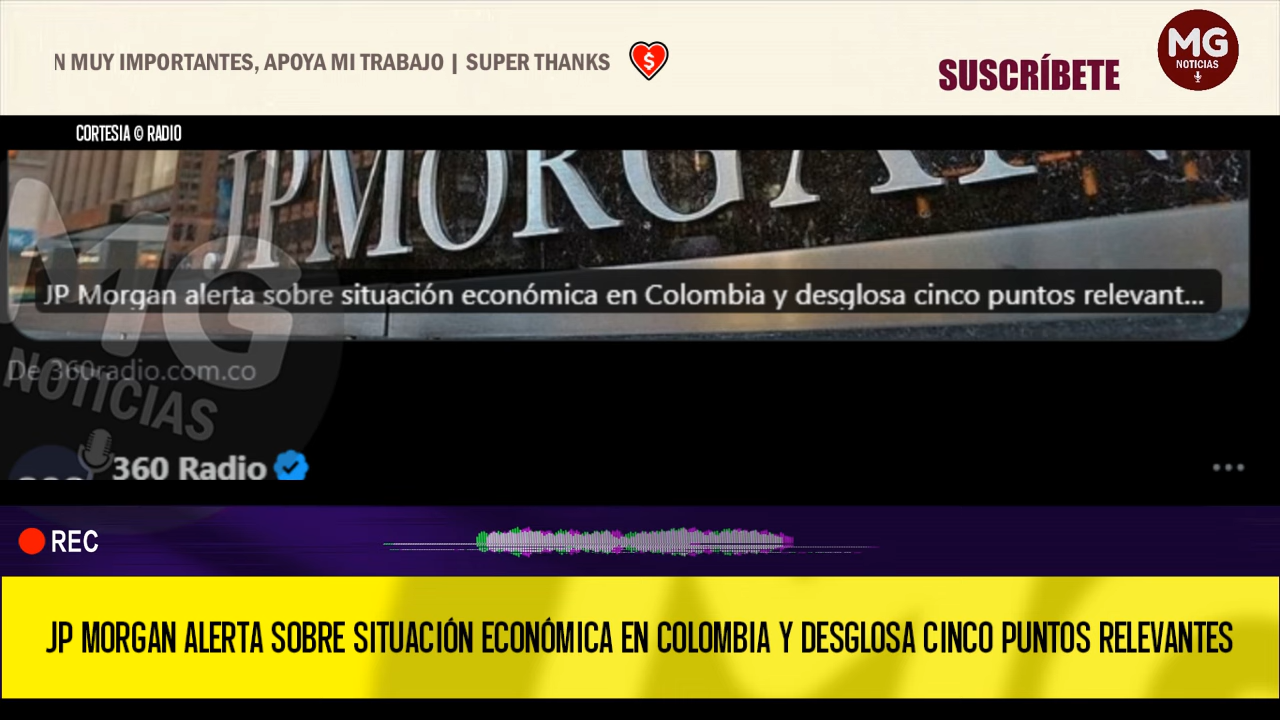 N MUY IMPORTANTES, APOYA MI TRABAJO | SUPER THANKS
$
SUSCRÍBETE
MG
NOTICIAS
CORTESIA © RADIO
JPMORGAN
JP Morgan alerta sobre situación económica en Colombia y desglosa cinco puntos relevant...
MG
NOTICIAS
De 360radio.com.co
360 Radio
REC
JP MORGAN ALERTA SOBRE SITUACIÓN ECONÓMICA EN COLOMBIA Y DESGLOSA CINCO PUNTOS RELEVANTES